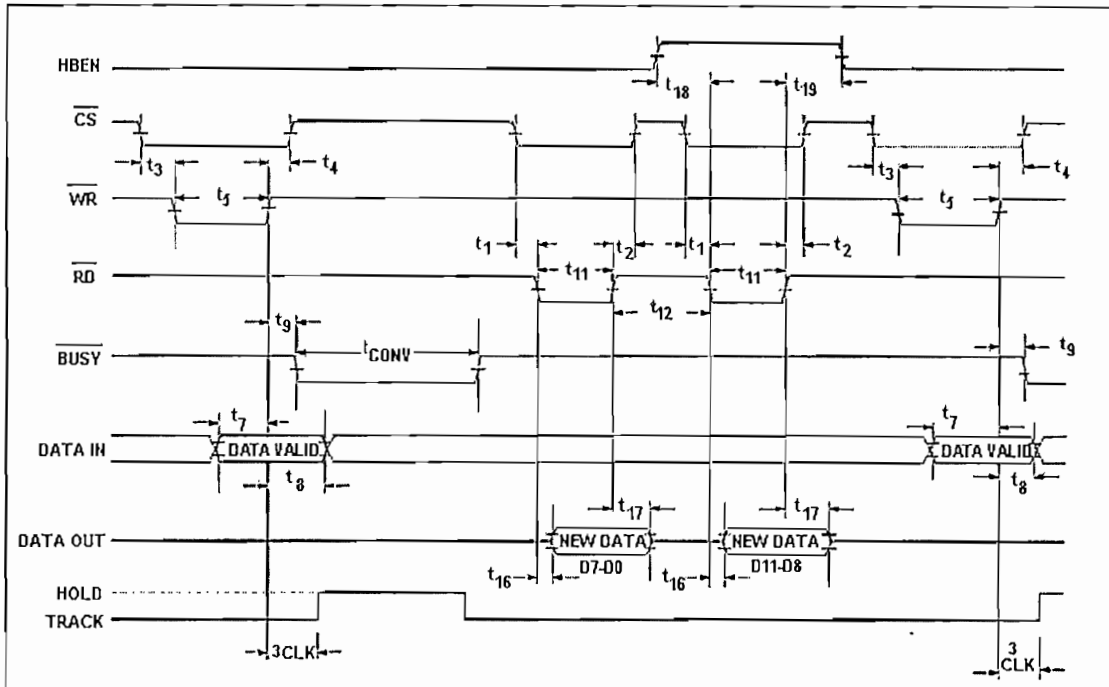 HBEN
t18 t19
CS
t3 t4 t3 t4
WR
t5 t5
t1 t2 t1 t2
RD
t11 t11
t12
t9
BUSY
tCONV
t9
t7 t7
DATA IN
DATA VALID DATA VALID
t8 t8
t17 t17
DATA OUT
NEW DATA NEW DATA
D7-D0 D11-D8
t16 t16
HOLD
TRACK
3CLK 3
CLK